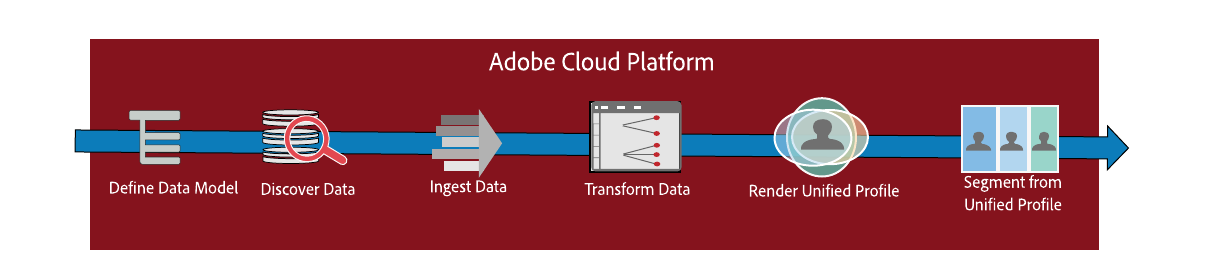 Adobe Cloud Platform
Define Data Model
Discover Data
Ingest Data
Transform Data
Render Unified Profile
Segment from
Unified Profile